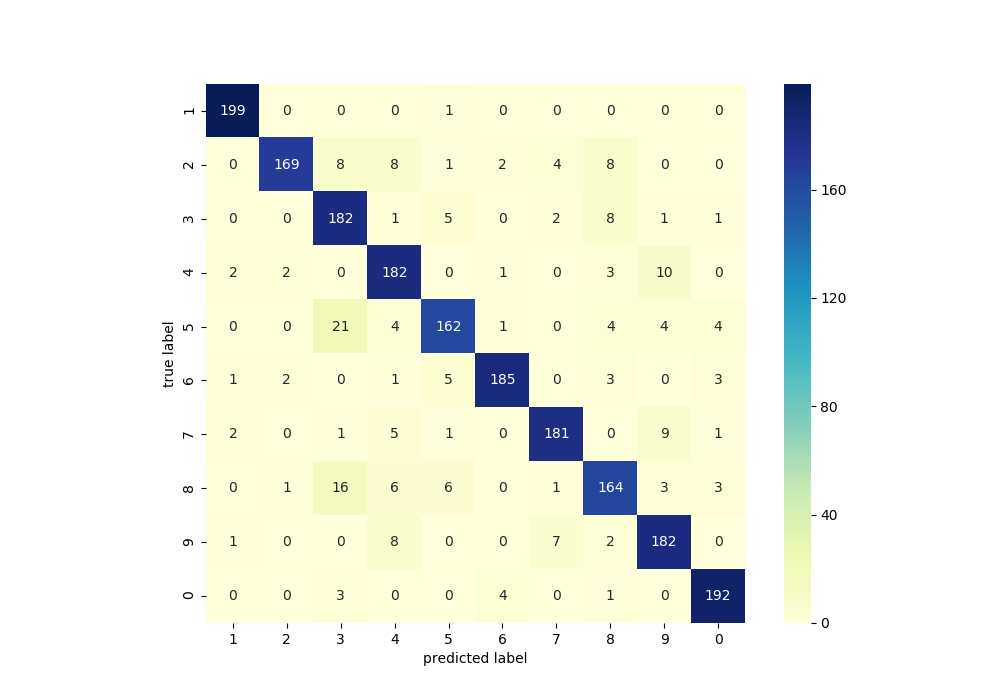 1 199 0 0 0 1 0 0 0 0 0
2 0 169 8 8 1 2 4 8 0 0
160
3 0 0 182 1 5 0 2 8 1 1
4 2 2 0 182 0 1 0 3 10 0
120
5 0 0 21 4 162 1 0 4 4 4
true label
6 1 2 0 1 5 185 0 3 0 3
80
7 2 0 1 5 1 0 181 0 9 1
8 0 1 16 6 6 0 1 164 3 3
40
9 1 0 0 8 0 0 7 2 182 0
0 0 0 3 0 0 4 0 1 0 192
0
1 2 3 4 5 6 7 8 9 0
predicted label